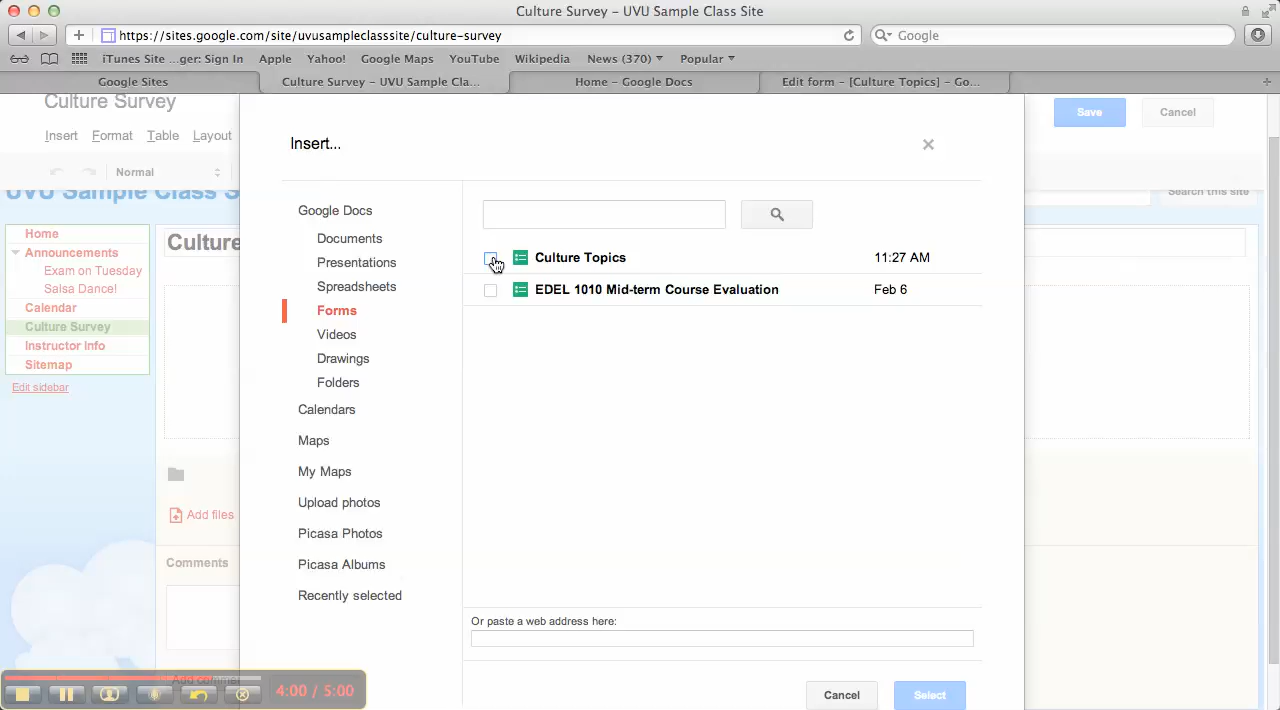 Culture Survey – UVU Sample Class Site
https://sites.google.com/site/uvusampleclasssite/culture-survey
Google
iTunes Site ...ger: Sign In Apple Yahoo! Google Maps YouTube Wikipedia News (370) Popular
Google Sites Culture Survey – UVU Sample Cla... Home – Google Docs Edit form – [Culture Topics] – Go...
Culture Survey
Save Cancel
Insert Format Table Layout
Normal
UVU Sample Class S
Search this site
Home
Announcements
Exam on Tuesday
Salsa Dance!
Calendar
Culture Survey
Instructor Info
Sitemap
Edit sidebar
Culture
Add files
Comments
Add comme
Insert...
Google Docs
Documents
Presentations
Spreadsheets
Forms
Videos
Drawings
Folders
Calendars
Maps
My Maps
Upload photos
Picasa Photos
Picasa Albums
Recently selected
Culture Topics 11:27 AM
EDEL 1010 Mid-term Course Evaluation Feb 6
Or paste a web address here:
Cancel Select
4:00 / 5:00